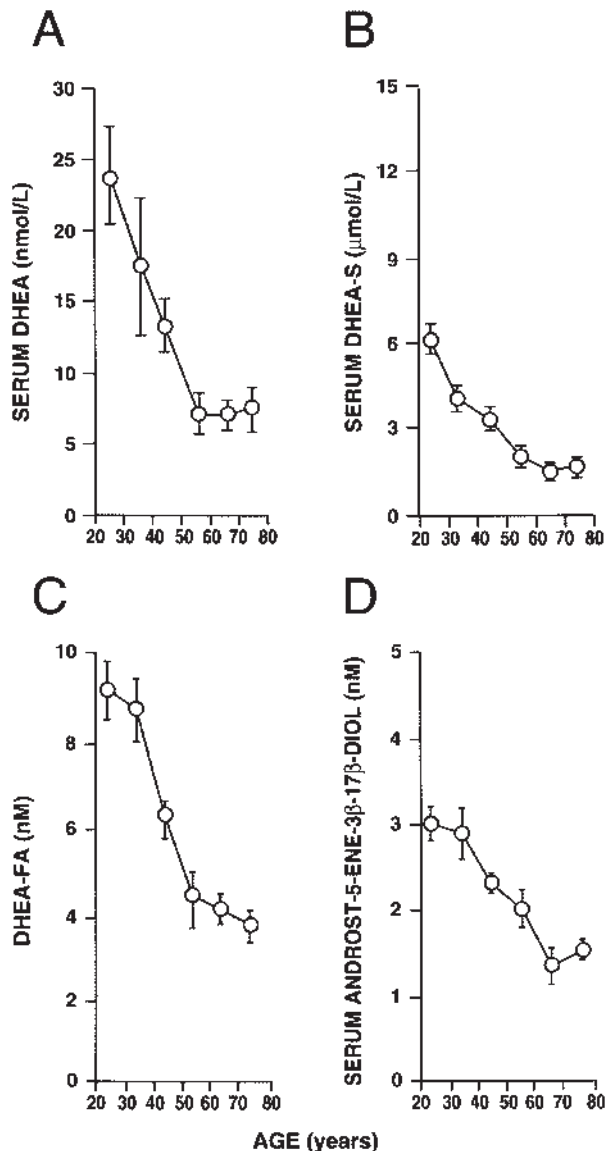 A
SERUM DHEA (nmol/L)
30
25
20
15
10
5
0
20 30 40 50 60 70 80
B
SERUM DHEA-S (μmol/L)
15
12
9
6
3
0
20 30 40 50 60 70 80
C
DHEA-FA (nM)
10
8
6
4
2
0
20 30 40 50 60 70 80
D
SERUM ANDROST-5-ENE-3β-17β-DIOL (nM)
5
4
3
2
1
0
20 30 40 50 60 70 80
AGE (years)